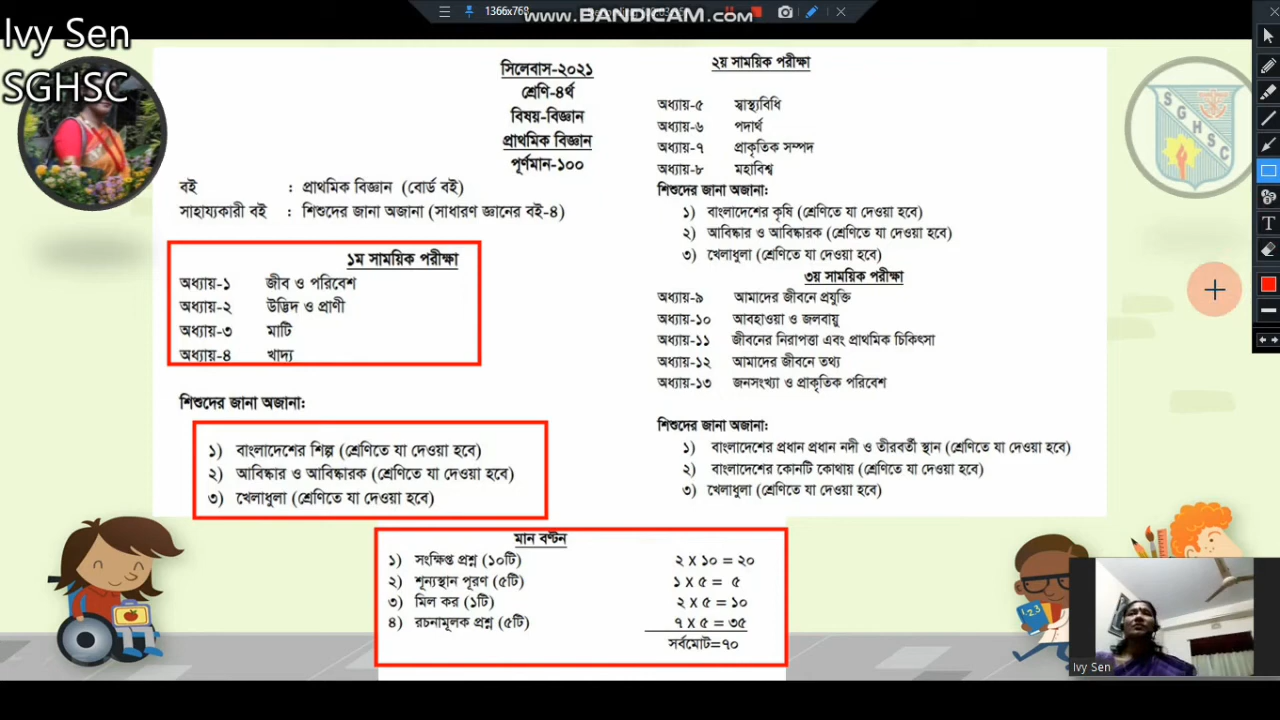 1366x768
www.BANDICAM.com
Ivy Sen
SGHSC
সিলেবাস-২০২১
শ্রেণি-৪র্থ
বিষয়-বিজ্ঞান
প্রাথমিক বিজ্ঞান
পূর্ণমান-১০০
বই : প্রাথমিক বিজ্ঞান (বোর্ড বই)
সাহায্যকারী বই : শিশুদের জানা অজানা (সাধারণ জ্ঞানের বই-৪)
১ম সাময়িক পরীক্ষা
অধ্যায়-১ জীব ও পরিবেশ
অধ্যায়-২ উদ্ভিদ ও প্রাণী
অধ্যায়-৩ মাটি
অধ্যায়-৪ খাদ্য
শিশুদের জানা অজানা:
১) বাংলাদেশের শিল্প (শ্রেণিতে যা দেওয়া হবে)
২) আবিষ্কার ও আবিষ্কারক (শ্রেণিতে যা দেওয়া হবে)
৩) খেলাধুলা (শ্রেণিতে যা দেওয়া হবে)
২য় সাময়িক পরীক্ষা
অধ্যায়-৫ স্বাস্থ্যবিধি
অধ্যায়-৬ পদার্থ
অধ্যায়-৭ প্রাকৃতিক সম্পদ
অধ্যায়-৮ মহাবিশ্ব
শিশুদের জানা অজানা:
১) বাংলাদেশের কৃষি (শ্রেণিতে যা দেওয়া হবে)
২) আবিষ্কার ও আবিষ্কারক (শ্রেণিতে যা দেওয়া হবে)
৩) খেলাধুলা (শ্রেণিতে যা দেওয়া হবে)
৩য় সাময়িক পরীক্ষা
অধ্যায়-৯ আমাদের জীবনে প্রযুক্তি
অধ্যায়-১০ আবহাওয়া ও জলবায়ু
অধ্যায়-১১ জীবনের নিরাপত্তা এবং প্রাথমিক চিকিৎসা
অধ্যায়-১২ আমাদের জীবনে তথ্য
অধ্যায়-১৩ জনসংখ্যা ও প্রাকৃতিক পরিবেশ
শিশুদের জানা অজানা:
১) বাংলাদেশের প্রধান প্রধান নদী ও তীরবর্তী স্থান (শ্রেণিতে যা দেওয়া হবে)
২) বাংলাদেশের কোনটি কোথায় (শ্রেণিতে যা দেওয়া হবে)
৩) খেলাধুলা (শ্রেণিতে যা দেওয়া হবে)
মান বণ্টন
১) সংক্ষিপ্ত প্রশ্ন (১০টি) ২ x ১০ = ২০
২) শূন্যস্থান পূরণ (৫টি) ১ x ৫ = ৫
৩) মিল কর (১টি) ২ x ৫ = ১০
৪) রচনামূলক প্রশ্ন (৫টি) ৭ x ৫ = ৩৫
সর্বমোট=৭০
SGHSC
1 2 3
Ivy Sen